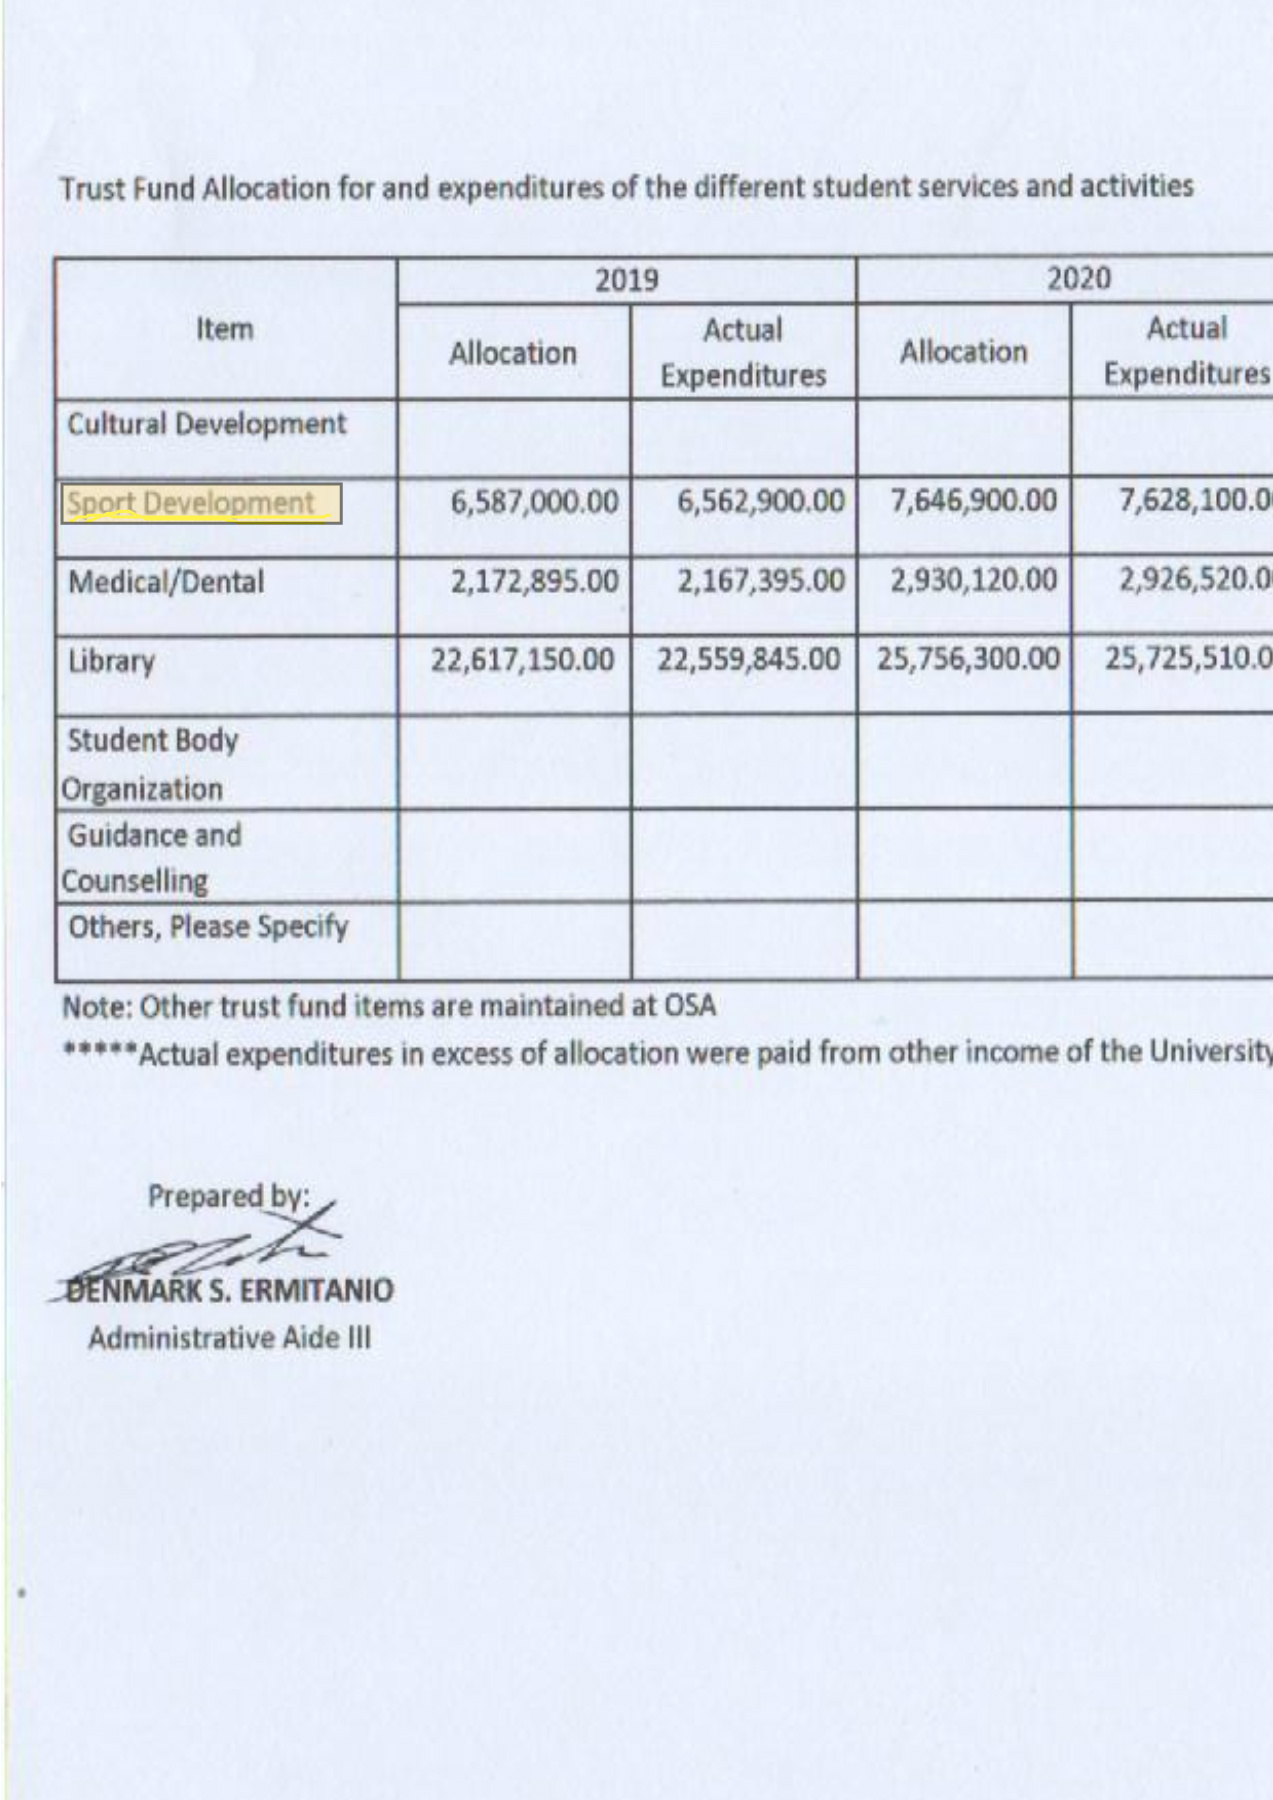 Trust Fund Allocation for and expenditures of the different student services and activities
Item
2019
2020
Allocation
Actual
Expenditures
Allocation
Actual
Expenditures
Cultural Development
Sport Development 6,587,000.00 6,562,900.00 7,646,900.00 7,628,100.0
Medical/Dental 2,172,895.00 2,167,395.00 2,930,120.00 2,926,520.0
Library 22,617,150.00 22,559,845.00 25,756,300.00 25,725,510.0
Student Body
Organization
Guidance and
Counselling
Others, Please Specify
Note: Other trust fund items are maintained at OSA
*****Actual expenditures in excess of allocation were paid from other income of the University
Prepared by:
DENMARK S. ERMITANIO
Administrative Aide III